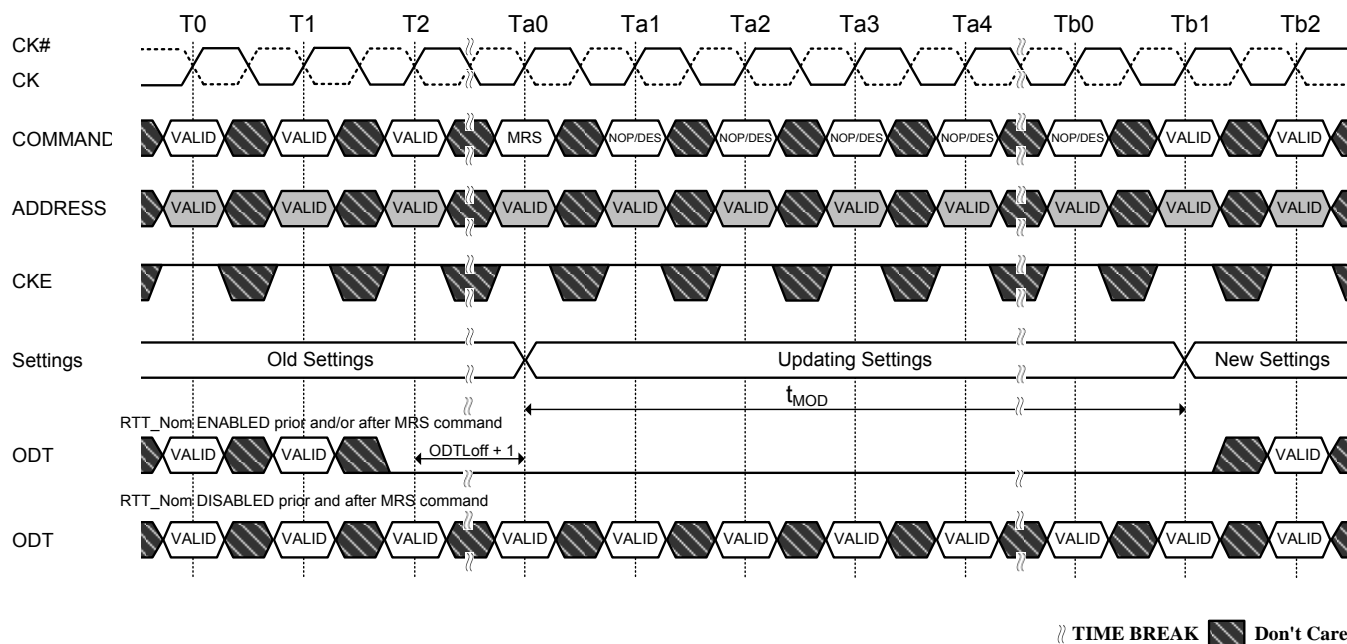 T0 T1 T2 Ta0 Ta1 Ta2 Ta3 Ta4 Tb0 Tb1 Tb2
CK#
CK
COMMAND VALID VALID VALID MRS NOP/DES NOP/DES NOP/DES NOP/DES NOP/DES VALID VALID
ADDRESS VALID VALID VALID VALID VALID VALID VALID VALID VALID VALID VALID
CKE
Settings Old Settings Updating Settings New Settings
tMOD
RTT_Nom ENABLED prior and/or after MRS command
ODT VALID VALID ODTLoff + 1 VALID
RTT_Nom DISABLED prior and after MRS command
ODT VALID VALID VALID VALID VALID VALID VALID VALID VALID VALID VALID
TIME BREAK Don't Care